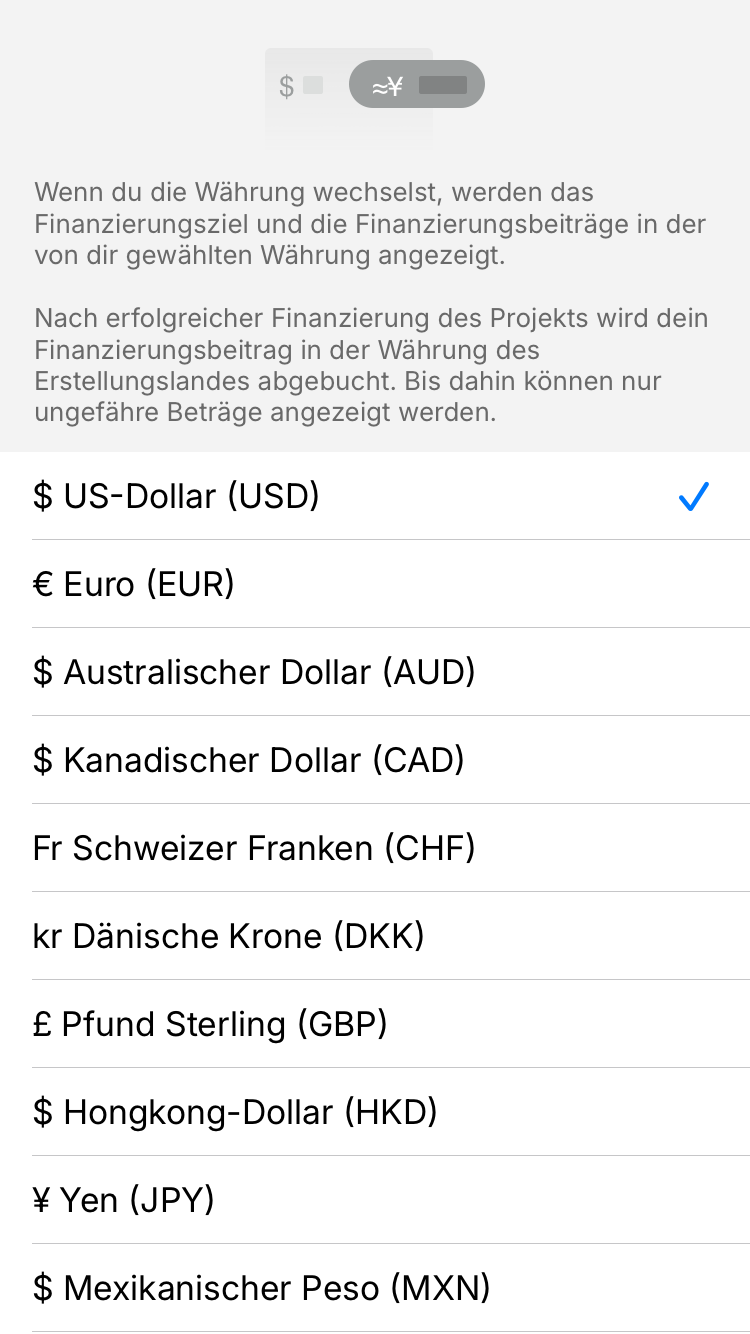 $ ≈¥
Wenn du die Währung wechselst, werden das
Finanzierungsziel und die Finanzierungsbeiträge in der
von dir gewählten Währung angezeigt.
Nach erfolgreicher Finanzierung des Projekts wird dein
Finanzierungsbeitrag in der Währung des
Erstellungslandes abgebucht. Bis dahin können nur
ungefähre Beträge angezeigt werden.
$ US-Dollar (USD)
€ Euro (EUR)
$ Australischer Dollar (AUD)
$ Kanadischer Dollar (CAD)
Fr Schweizer Franken (CHF)
kr Dänische Krone (DKK)
£ Pfund Sterling (GBP)
$ Hongkong-Dollar (HKD)
¥ Yen (JPY)
$ Mexikanischer Peso (MXN)